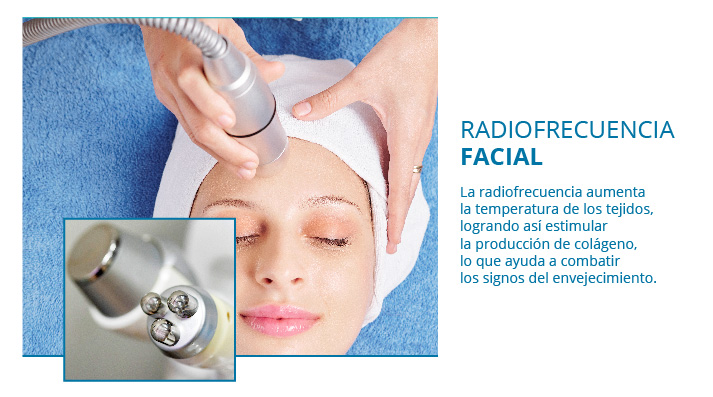 RADIOFRECUENCIA
FACIAL
La radiofrecuencia aumenta
la temperatura de los tejidos,
logrando así estimular
la producción de colágeno,
lo que ayuda a combatir
los signos del envejecimiento.